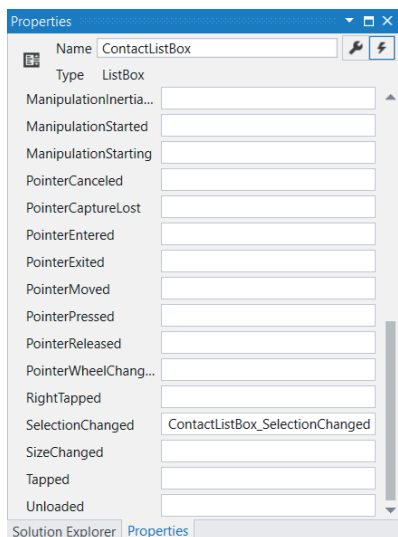 Properties
Name ContactListBox
Type ListBox
ManipulationInertia...
ManipulationStarted
ManipulationStarting
PointerCanceled
PointerCaptureLost
PointerEntered
PointerExited
PointerMoved
PointerPressed
PointerReleased
PointerWheelChang...
RightTapped
SelectionChanged ContactListBox_SelectionChanged
SizeChanged
Tapped
Unloaded
Solution Explorer Properties